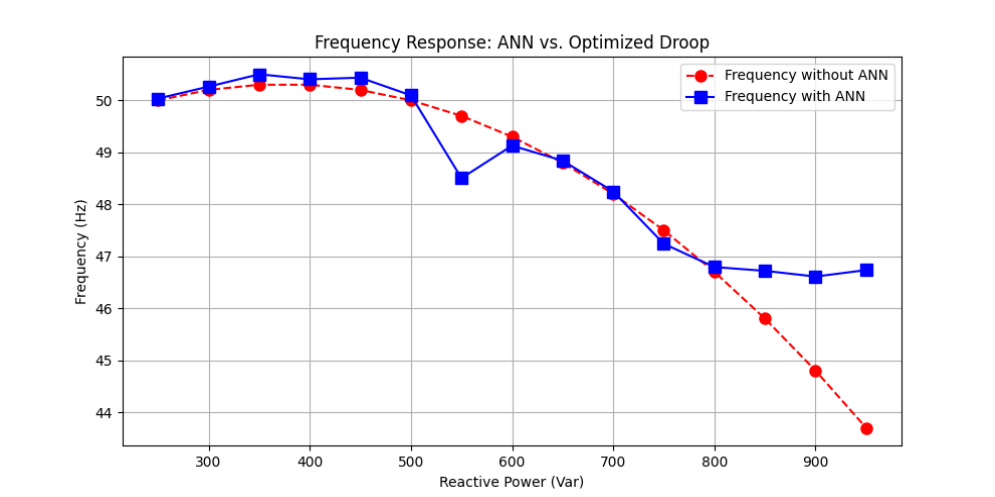 Frequency Response: ANN vs. Optimized Droop
Frequency without ANN
Frequency with ANN
Frequency (Hz)
50
49
48
47
46
45
44
300 400 500 600 700 800 900
Reactive Power (Var)